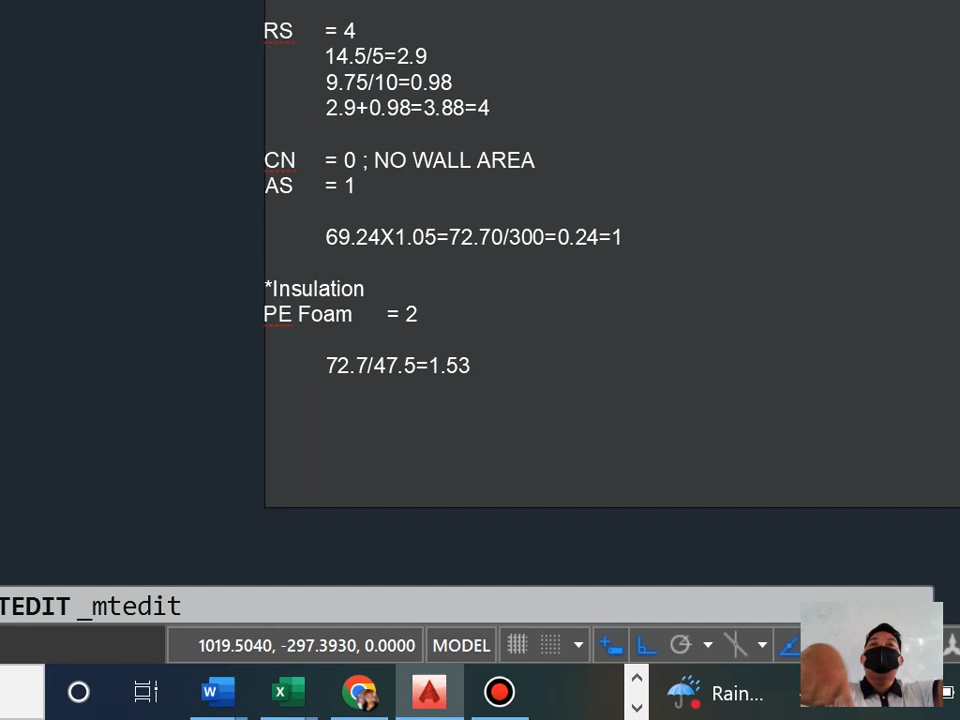 RS = 4
14.5/5=2.9
9.75/10=0.98
2.9+0.98=3.88=4
CN = 0 ; NO WALL AREA
AS = 1
69.24X1.05=72.70/300=0.24=1
*Insulation
PE Foam = 2
72.7/47.5=1.53
TEDIT _mtedit
1019.5040, -297.3930, 0.0000 MODEL
Rain...